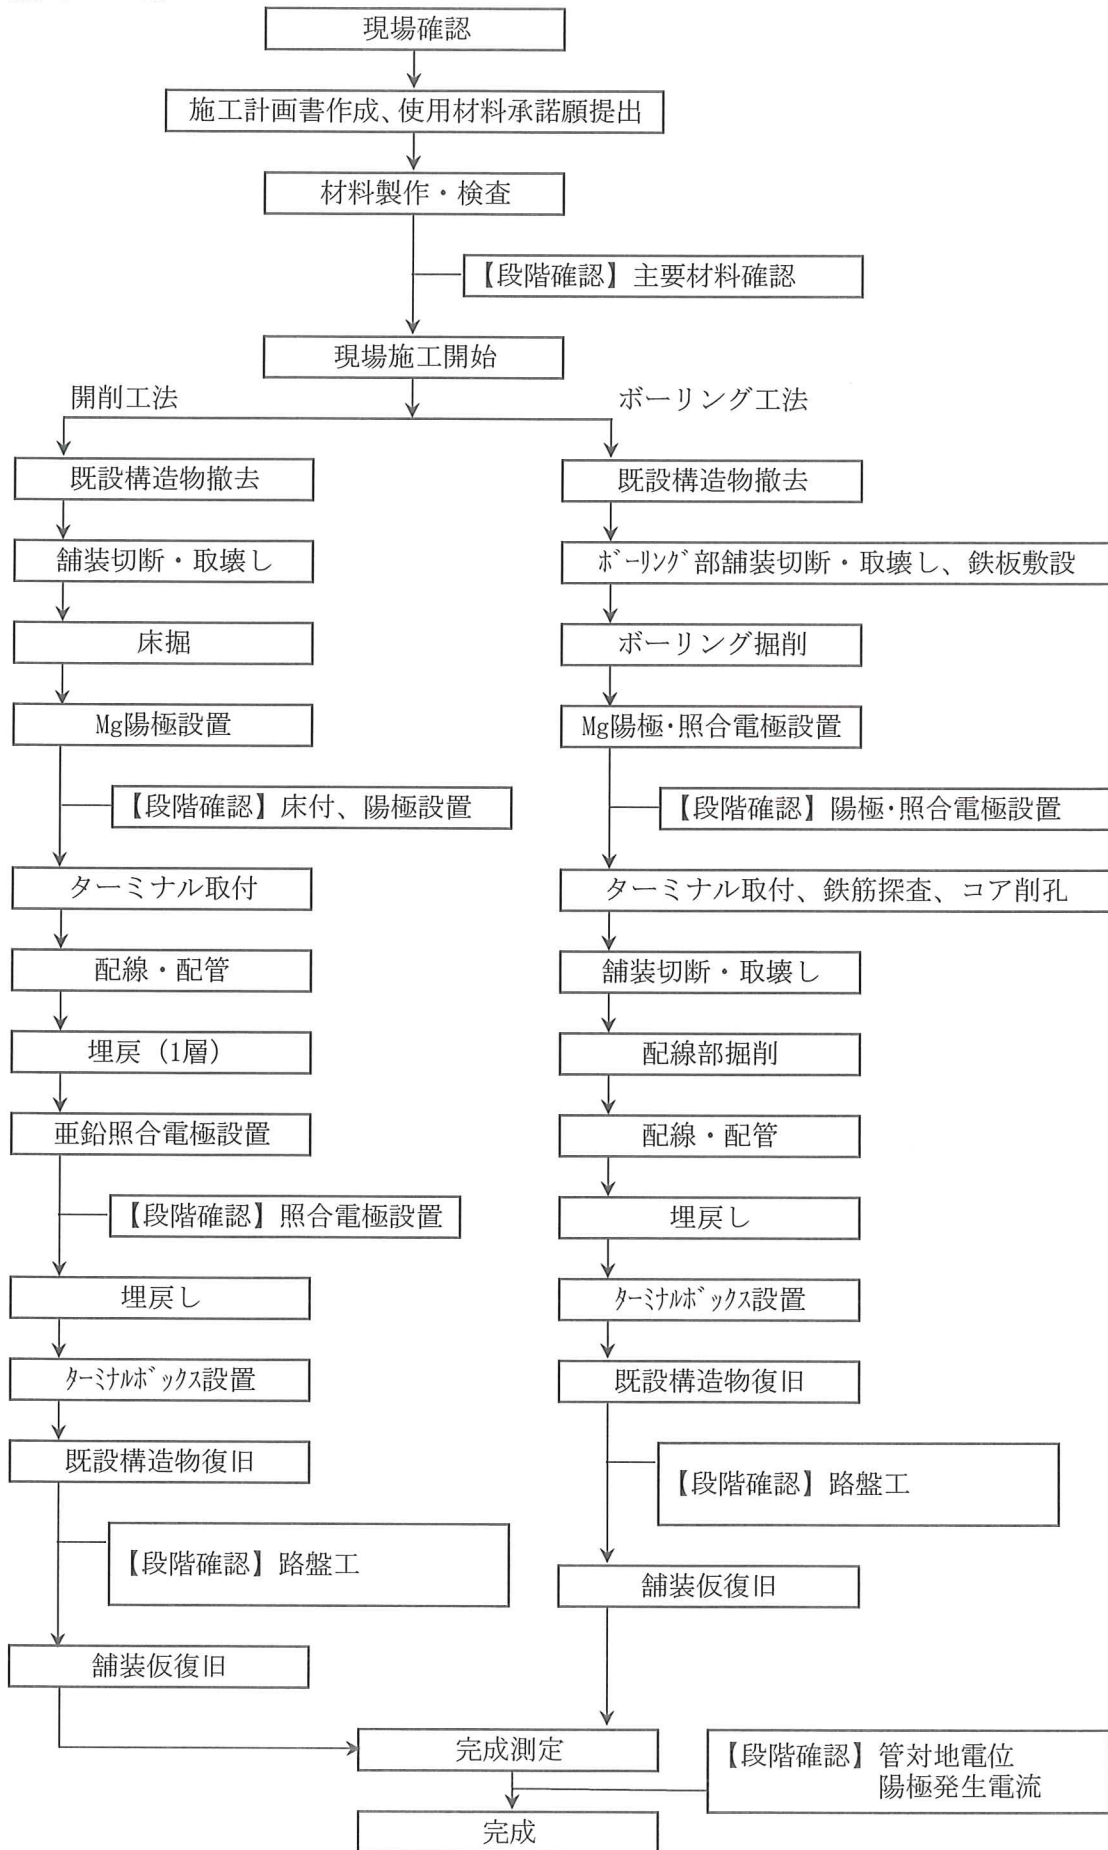 現場確認
施工計画書作成、使用材料承諾願提出
材料製作・検査
【段階確認】主要材料確認
現場施工開始
開削工法
既設構造物撤去
舗装切断・取壊し
床掘
Mg陽極設置
【段階確認】床付、陽極設置
ターミナル取付
配線・配管
埋戻（1層）
亜鉛照合電極設置
【段階確認】照合電極設置
埋戻し
ﾀｰﾐﾅﾙﾎﾞｯｸｽ設置
既設構造物復旧
【段階確認】路盤工
舗装仮復旧
ボーリング工法
既設構造物撤去
ﾎﾞｰﾘﾝｸﾞ部舗装切断・取壊し、鉄板敷設
ボーリング掘削
Mg陽極･照合電極設置
【段階確認】陽極･照合電極設置
ターミナル取付、鉄筋探査、コア削孔
舗装切断・取壊し
配線部掘削
配線・配管
埋戻し
ﾀｰﾐﾅﾙﾎﾞｯｸｽ設置
既設構造物復旧
【段階確認】路盤工
舗装仮復旧
完成測定
【段階確認】管対地電位
陽極発生電流
完成